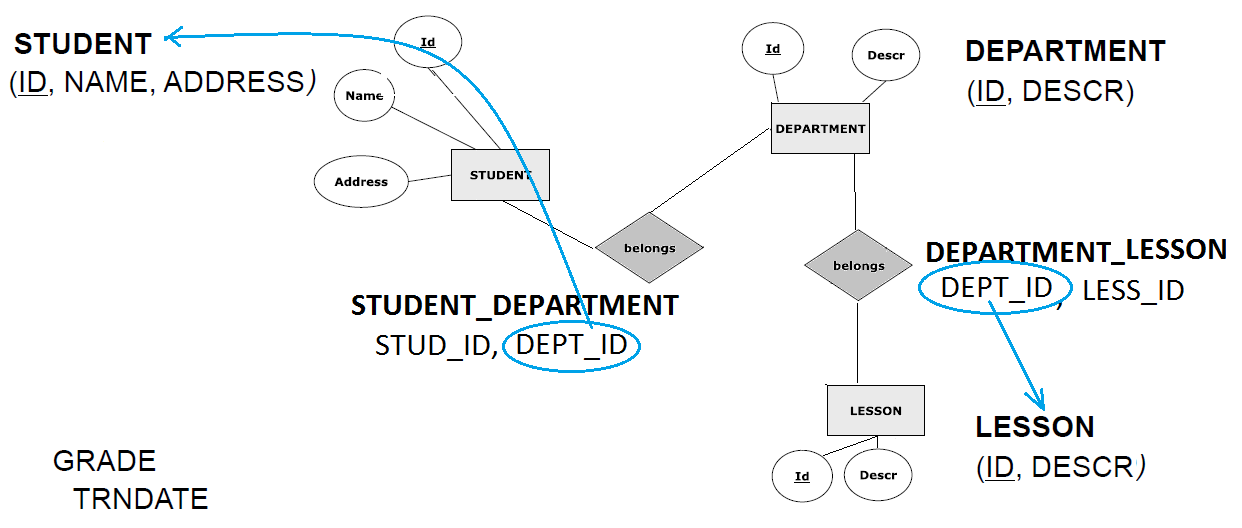 STUDENT
(ID, NAME, ADDRESS)
Id
Name
Address
STUDENT
belongs
STUDENT_DEPARTMENT
STUD_ID, DEPT_ID
Id
Descr
DEPARTMENT
DEPARTMENT
(ID, DESCR)
belongs
DEPARTMENT_LESSON
DEPT_ID, LESS_ID
LESSON
Id
Descr
LESSON
(ID, DESCR)
GRADE
TRNDATE